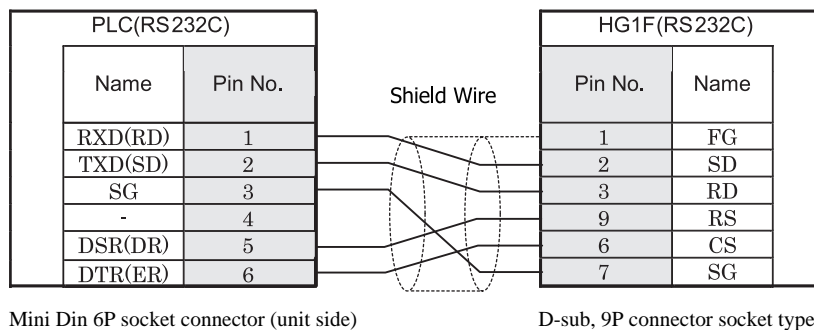 PLC(RS232C) HG1F(RS232C)
Name Pin No. Shield Wire Pin No. Name
RXD(RD) 1 1 FG
TXD(SD) 2 2 SD
SG 3 3 RD
- 4 9 RS
DSR(DR) 5 6 CS
DTR(ER) 6 7 SG
Mini Din 6P socket connector (unit side) D-sub, 9P connector socket type